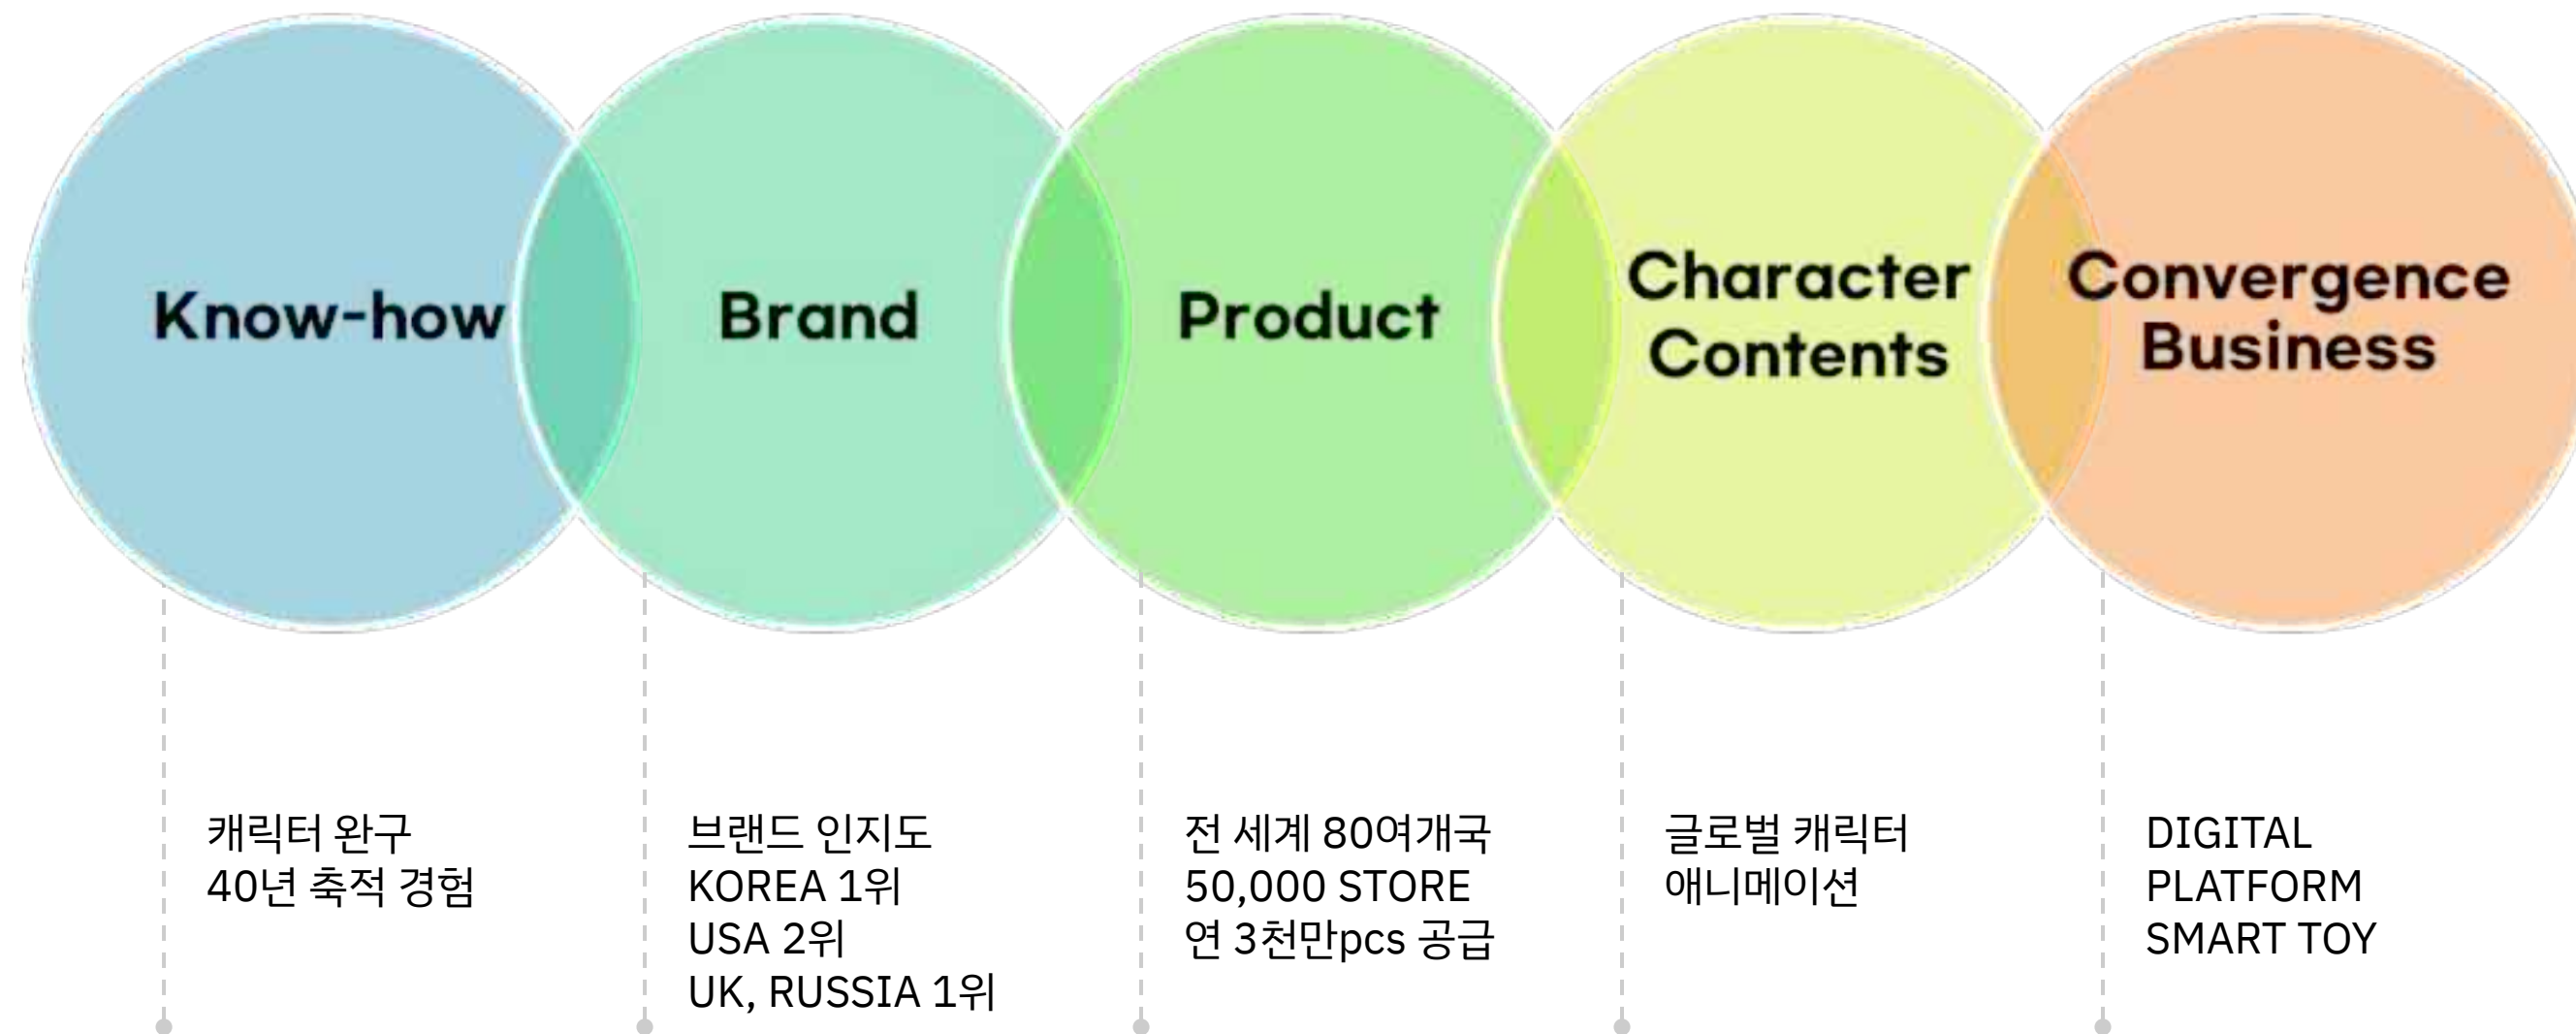 Know-how
Brand
Product
Character
Contents
Convergence
Business
캐릭터 완구
40년 축적 경험
브랜드 인지도
KOREA 1위
USA 2위
UK, RUSSIA 1위
전 세계 80여개국
50,000 STORE
연 3천만pcs 공급
글로벌 캐릭터
애니메이션
DIGITAL
PLATFORM
SMART TOY